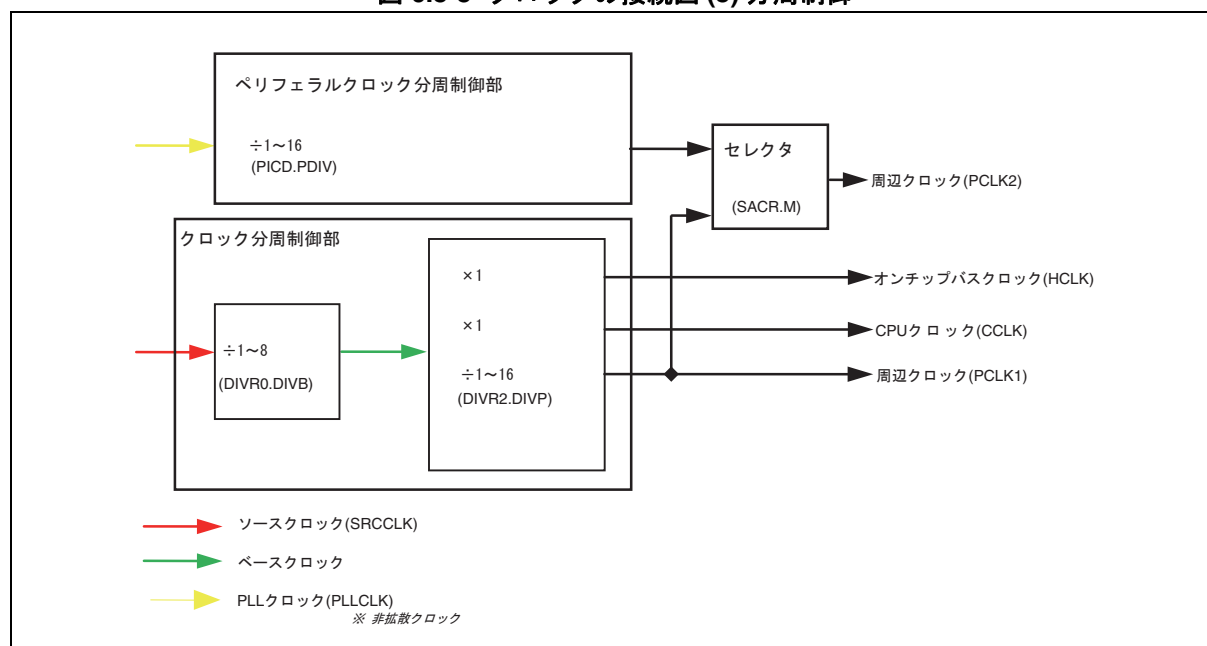 ペリフェラルクロック分周制御部
÷1~16
(PICD.PDIV)
セレクタ
(SACR.M)
周辺クロック(PCLK2)
クロック分周制御部
÷1~8
(DIVR0.DIVB)
×1
×1
÷1~16
(DIVR2.DIVP)
オンチップバスクロック(HCLK)
CPUクロック(CCLK)
周辺クロック(PCLK1)
ソースクロック(SRCCLK)
ベースクロック
PLLクロック(PLLCLK)
※ 非拡散クロック